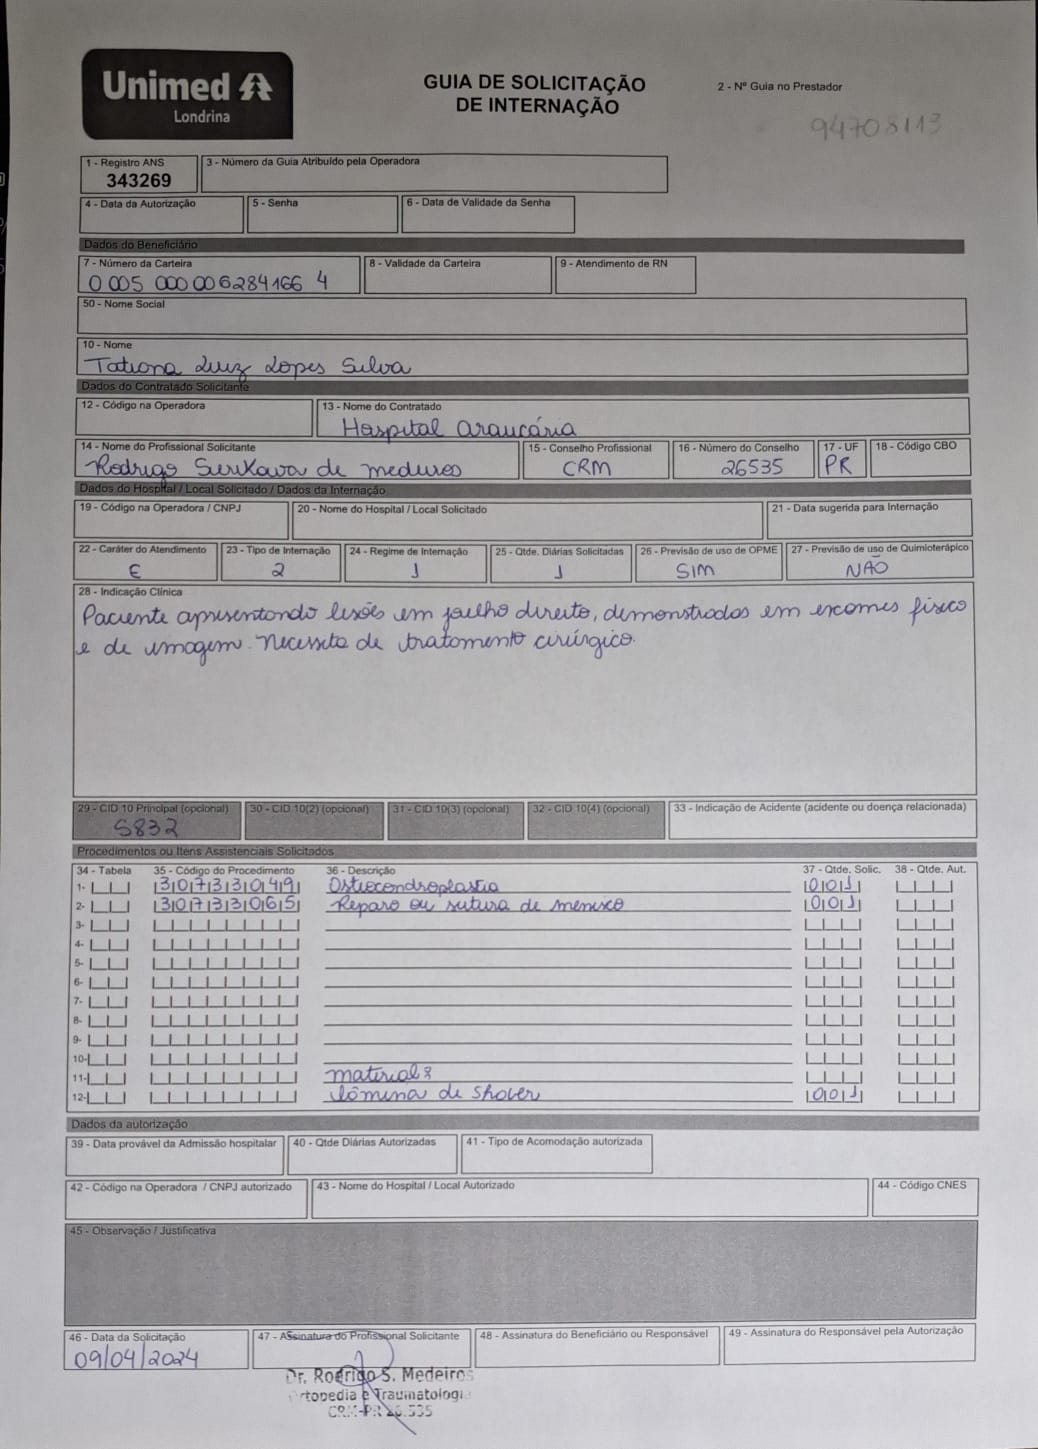 Unimed
Londrina
GUIA DE SOLICITAÇÃO
DE INTERNAÇÃO
2 - Nº Guia no Prestador
94708113
1 - Registro ANS
343269
3 - Número da Guia Atribuído pela Operadora
4 - Data da Autorização
5 - Senha
6 - Data de Validade da Senha
Dados do Beneficiário
7 - Número da Carteira
0 005 000006284166 4
8 - Validade da Carteira
9 - Atendimento de RN
50 - Nome Social
10 - Nome
Tatiana Luiz Lopes Silva
Dados do Contratado Solicitante
12 - Código na Operadora
13 - Nome do Contratado
Hospital Araucária
14 - Nome do Profissional Solicitante
Rodrigo Serikava de medeiros
15 - Conselho Profissional
CRM
16 - Número do Conselho
26535
17 - UF
PR
18 - Código CBO
Dados do Hospital / Local Solicitado / Dados da Internação
19 - Código na Operadora / CNPJ
20 - Nome do Hospital / Local Solicitado
21 - Data sugerida para Internação
22 - Caráter do Atendimento
E
23 - Tipo de Internação
2
24 - Regime de Internação
1
25 - Qtde. Diárias Solicitadas
1
26 - Previsão de uso de OPME
SIM
27 - Previsão de uso de Quimioterápico
NÃO
28 - Indicação Clínica
Paciente apresentando lesões em joelho direito, demonstradas em exames físico
e de imagem. Necessita de tratamento cirúrgico.
29 - CID 10 Principal (opcional)
S832
30 - CID 10(2) (opcional)
31 - CID 10(3) (opcional)
32 - CID 10(4) (opcional)
33 - Indicação de Acidente (acidente ou doença relacionada)
Procedimentos ou Itens Assistenciais Solicitados
34 - Tabela 35 - Código do Procedimento 36 - Descrição 37 - Qtde. Solic. 38 - Qtde. Aut.
1- 30733049 Osteocondroplastia 001
2- 30733065 Reparo ou sutura de menisco 001
3-
4-
5-
6-
7-
8-
9-
10-
11- material:
12- lâmina de Shaver 001
Dados da autorização
39 - Data provável da Admissão hospitalar
40 - Qtde Diárias Autorizadas
41 - Tipo de Acomodação autorizada
42 - Código na Operadora / CNPJ autorizado
43 - Nome do Hospital / Local Autorizado
44 - Código CNES
45 - Observação / Justificativa
46 - Data da Solicitação
09/04/2024
47 - Assinatura do Profissional Solicitante
48 - Assinatura do Beneficiário ou Responsável
49 - Assinatura do Responsável pela Autorização
Dr. Rodrigo S. Medeiros
Ortopedia e Traumatologia
CRM-PR 26.535